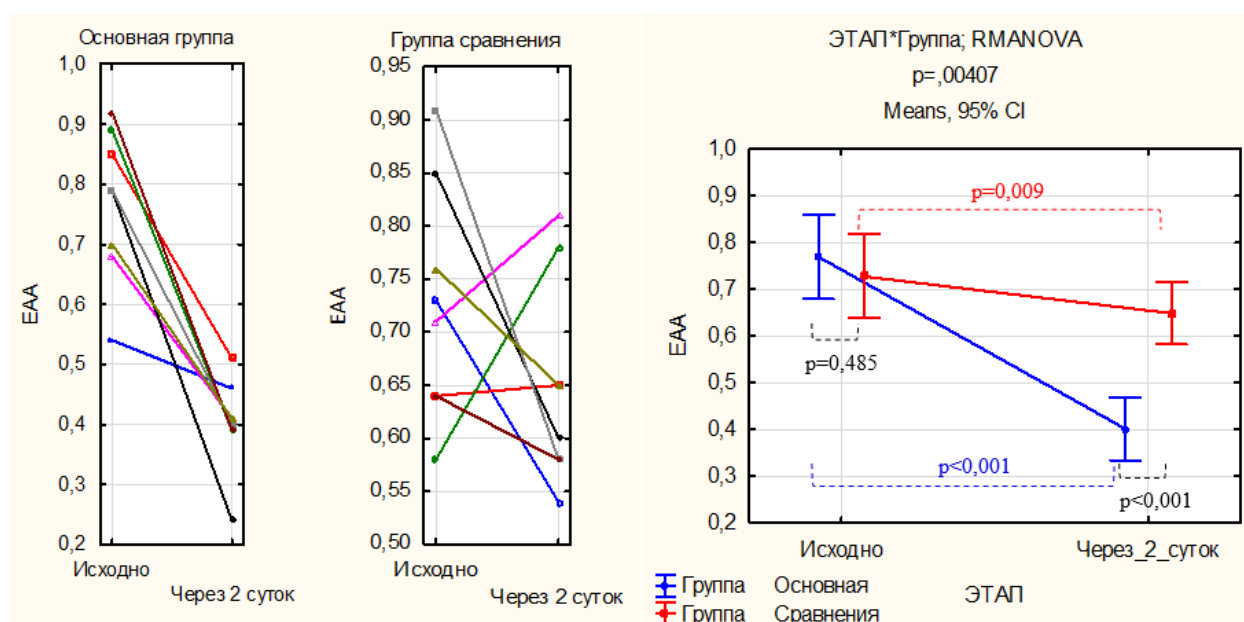 Основная группа
1,0
0,9
0,8
0,7
0,6
0,5
0,4
0,3
0,2
EAA
Исходно
Через 2 суток
Группа сравнения
0,95
0,90
0,85
0,80
0,75
0,70
0,65
0,60
0,55
0,50
EAA
Исходно
Через 2 суток
ЭТАП*Группа; RMANOVA
p=,00407
Means, 95% CI
1,0
0,9
0,8
0,7
0,6
0,5
0,4
0,3
0,2
EAA
p=0,009
p=0,485
p<0,001
p<0,001
Исходно
Через_2_суток
ЭТАП
Группа Основная
Группа Сравнения